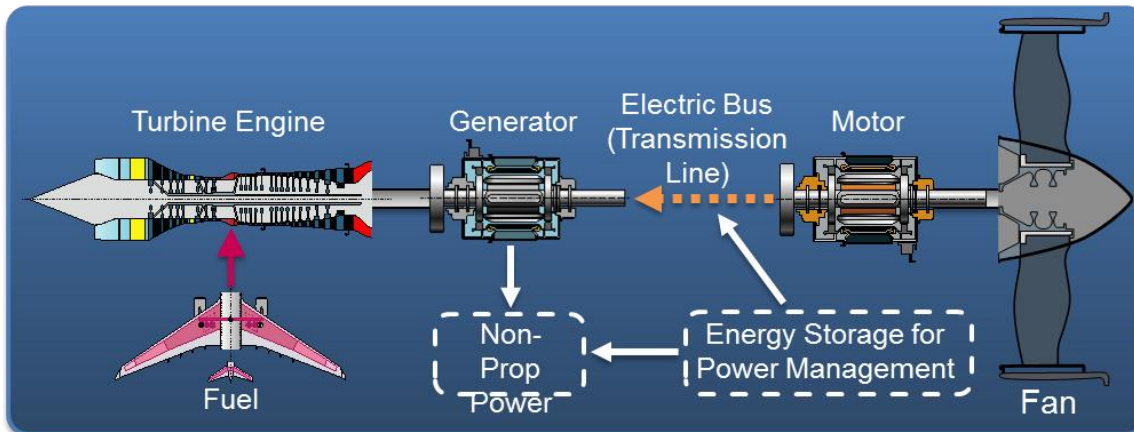 Turbine Engine
Generator
Electric Bus
(Transmission
Line)
Motor
Fuel
Non-
Prop
Power
Energy Storage for
Power Management
Fan